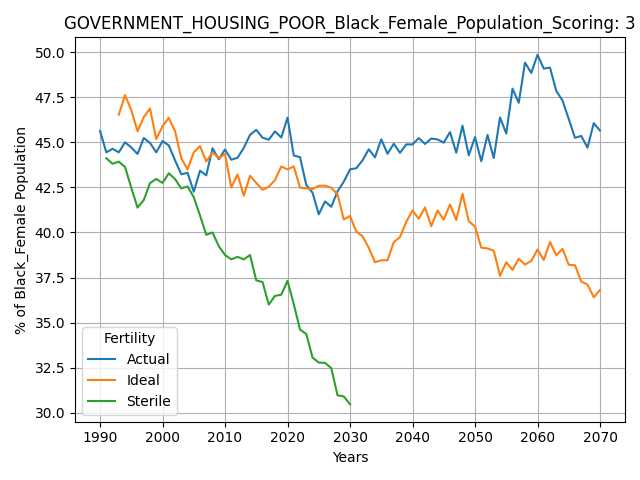 GOVERNMENT_HOUSING_POOR_Black_Female_Population_Scoring: 3
% of Black_Female Population
50.0
47.5
45.0
42.5
40.0
37.5
35.0
32.5
30.0
Fertility
Actual
Ideal
Sterile
1990 2000 2010 2020 2030 2040 2050 2060 2070
Years